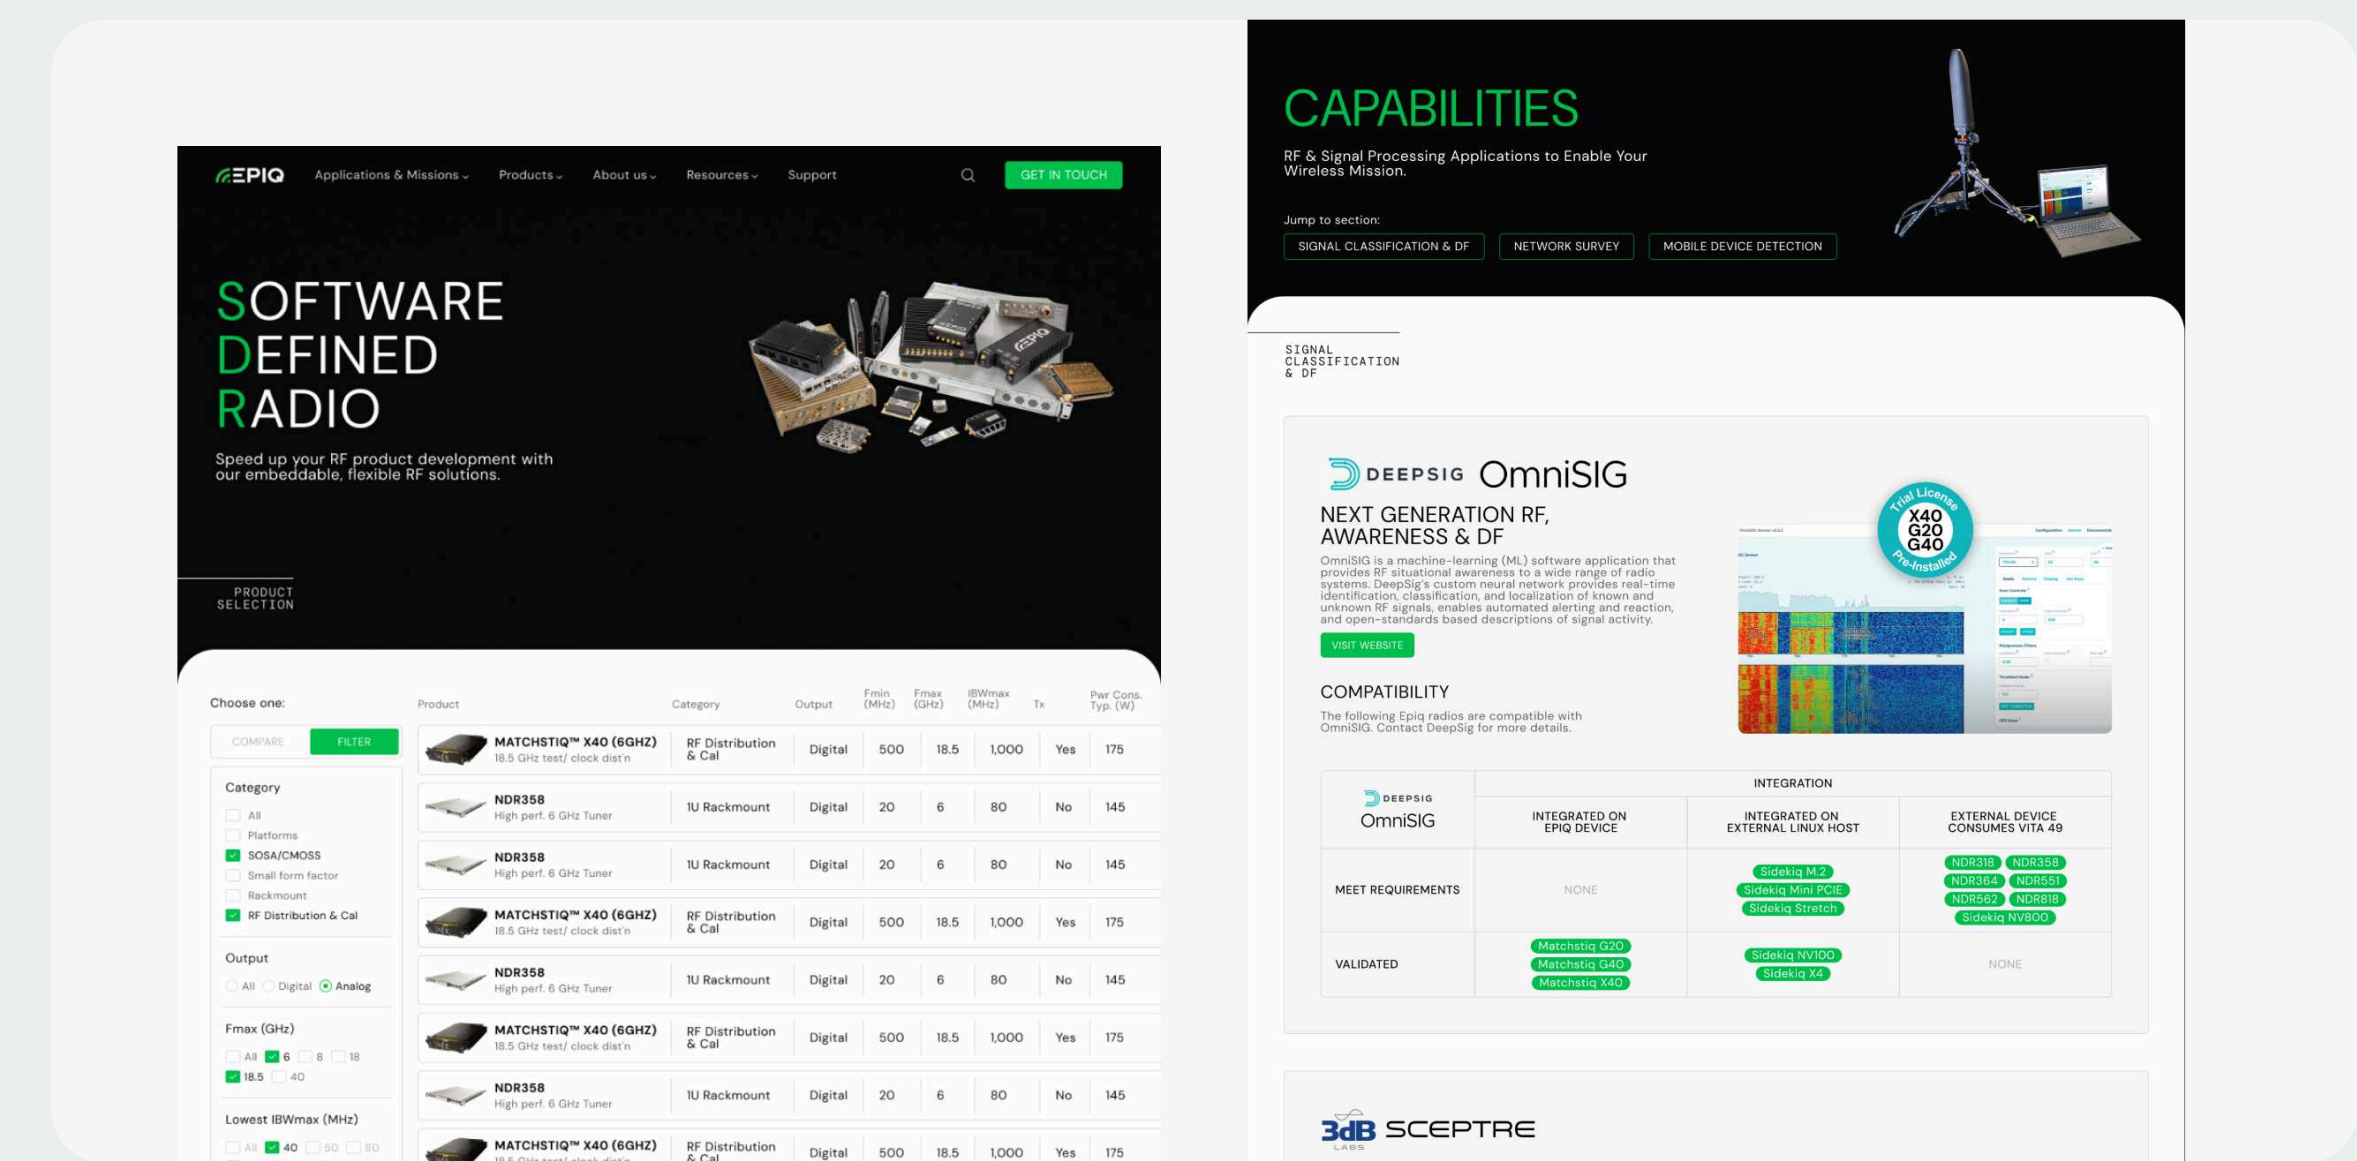 EPIQ
Applications & Missions
Products
About us
Resources
Support
GET IN TOUCH
SOFTWARE
DEFINED
RADIO
Speed up your RF product development with
our embeddable, flexible RF solutions.
EPIQ
EPIQ
PRODUCT
SELECTION
Choose one:
COMPARE
FILTER
Category
All
Platforms
SOSA/CMOSS
Small form factor
Rackmount
RF Distribution & Cal
Output
All Digital Analog
Fmax (GHz)
All 6 8 18
18.5 40
Lowest IBWmax (MHz)
All 40 50 80
Product Category Output Fmin (MHz) Fmax (GHz) IBWmax (MHz) Tx Pwr Cons. Typ. (W)
MATCHSTIQ™ X40 (6GHZ)
18.5 GHz test/ clock dist'n
RF Distribution
& Cal
Digital 500 18.5 1,000 Yes 175
NDR358
High perf. 6 GHz Tuner
1U Rackmount Digital 20 6 80 No 145
NDR358
High perf. 6 GHz Tuner
1U Rackmount Digital 20 6 80 No 145
MATCHSTIQ™ X40 (6GHZ)
18.5 GHz test/ clock dist'n
RF Distribution
& Cal
Digital 500 18.5 1,000 Yes 175
NDR358
High perf. 6 GHz Tuner
1U Rackmount Digital 20 6 80 No 145
MATCHSTIQ™ X40 (6GHZ)
18.5 GHz test/ clock dist'n
RF Distribution
& Cal
Digital 500 18.5 1,000 Yes 175
NDR358
High perf. 6 GHz Tuner
1U Rackmount Digital 20 6 80 No 145
MATCHSTIQ™ X40 (6GHZ)
18.5 GHz test/ clock dist'n
RF Distribution
& Cal
Digital 500 18.5 1,000 Yes 175
CAPABILITIES
RF & Signal Processing Applications to Enable Your
Wireless Mission.
Jump to section:
SIGNAL CLASSIFICATION & DF
NETWORK SURVEY
MOBILE DEVICE DETECTION
SIGNAL
CLASSIFICATION
& DF
DEEPSIG OmniSIG
NEXT GENERATION RF,
AWARENESS & DF
OmniSIG is a machine-learning (ML) software application that
provides RF situational awareness to a wide range of radio
systems. DeepSig's custom neural network provides real-time
identification, classification, and localization of known and
unknown RF signals, enables automated alerting and reaction,
and open-standards based descriptions of signal activity.
VISIT WEBSITE
Trial License
X40
G20
G40
Pre-Installed
COMPATIBILITY
The following Epiq radios are compatible with
OmniSIG. Contact DeepSig for more details.
DEEPSIG
OmniSIG
INTEGRATION
INTEGRATED ON
EPIQ DEVICE
INTEGRATED ON
EXTERNAL LINUX HOST
EXTERNAL DEVICE
CONSUMES VITA 49
MEET REQUIREMENTS
NONE
Sidekiq M.2
Sidekiq Mini PCIE
Sidekiq Stretch
NDR318 NDR358
NDR364 NDR551
NDR562 NDR818
Sidekiq NV800
VALIDATED
Matchstiq G20
Matchstiq G40
Matchstiq X40
Sidekiq NV100
Sidekiq X4
NONE
3dB LABS SCEPTRE